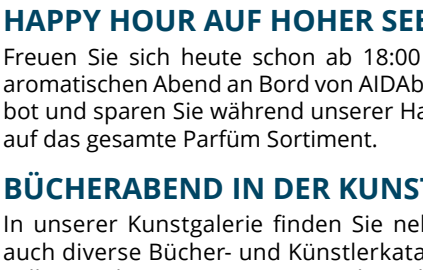 HAPPY HOUR AUF HOHER SEE
Freuen Sie sich heute schon ab 18:00
aromatischen Abend an Bord von AIDAb
bot und sparen Sie während unserer Ha
auf das gesamte Parfüm Sortiment.
BÜCHERABEND IN DER KUNST
In unserer Kunstgalerie finden Sie nel
auch diverse Bücher- und Künstlerkata